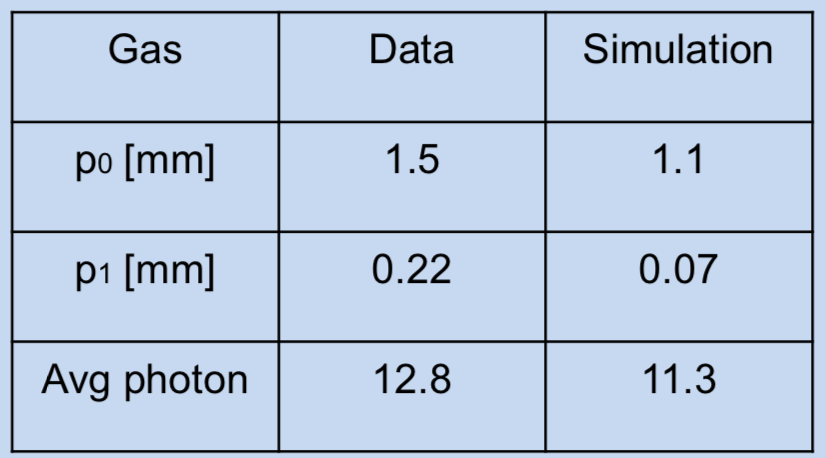 Gas Data Simulation
p0 [mm] 1.5 1.1
p1 [mm] 0.22 0.07
Avg photon 12.8 11.3